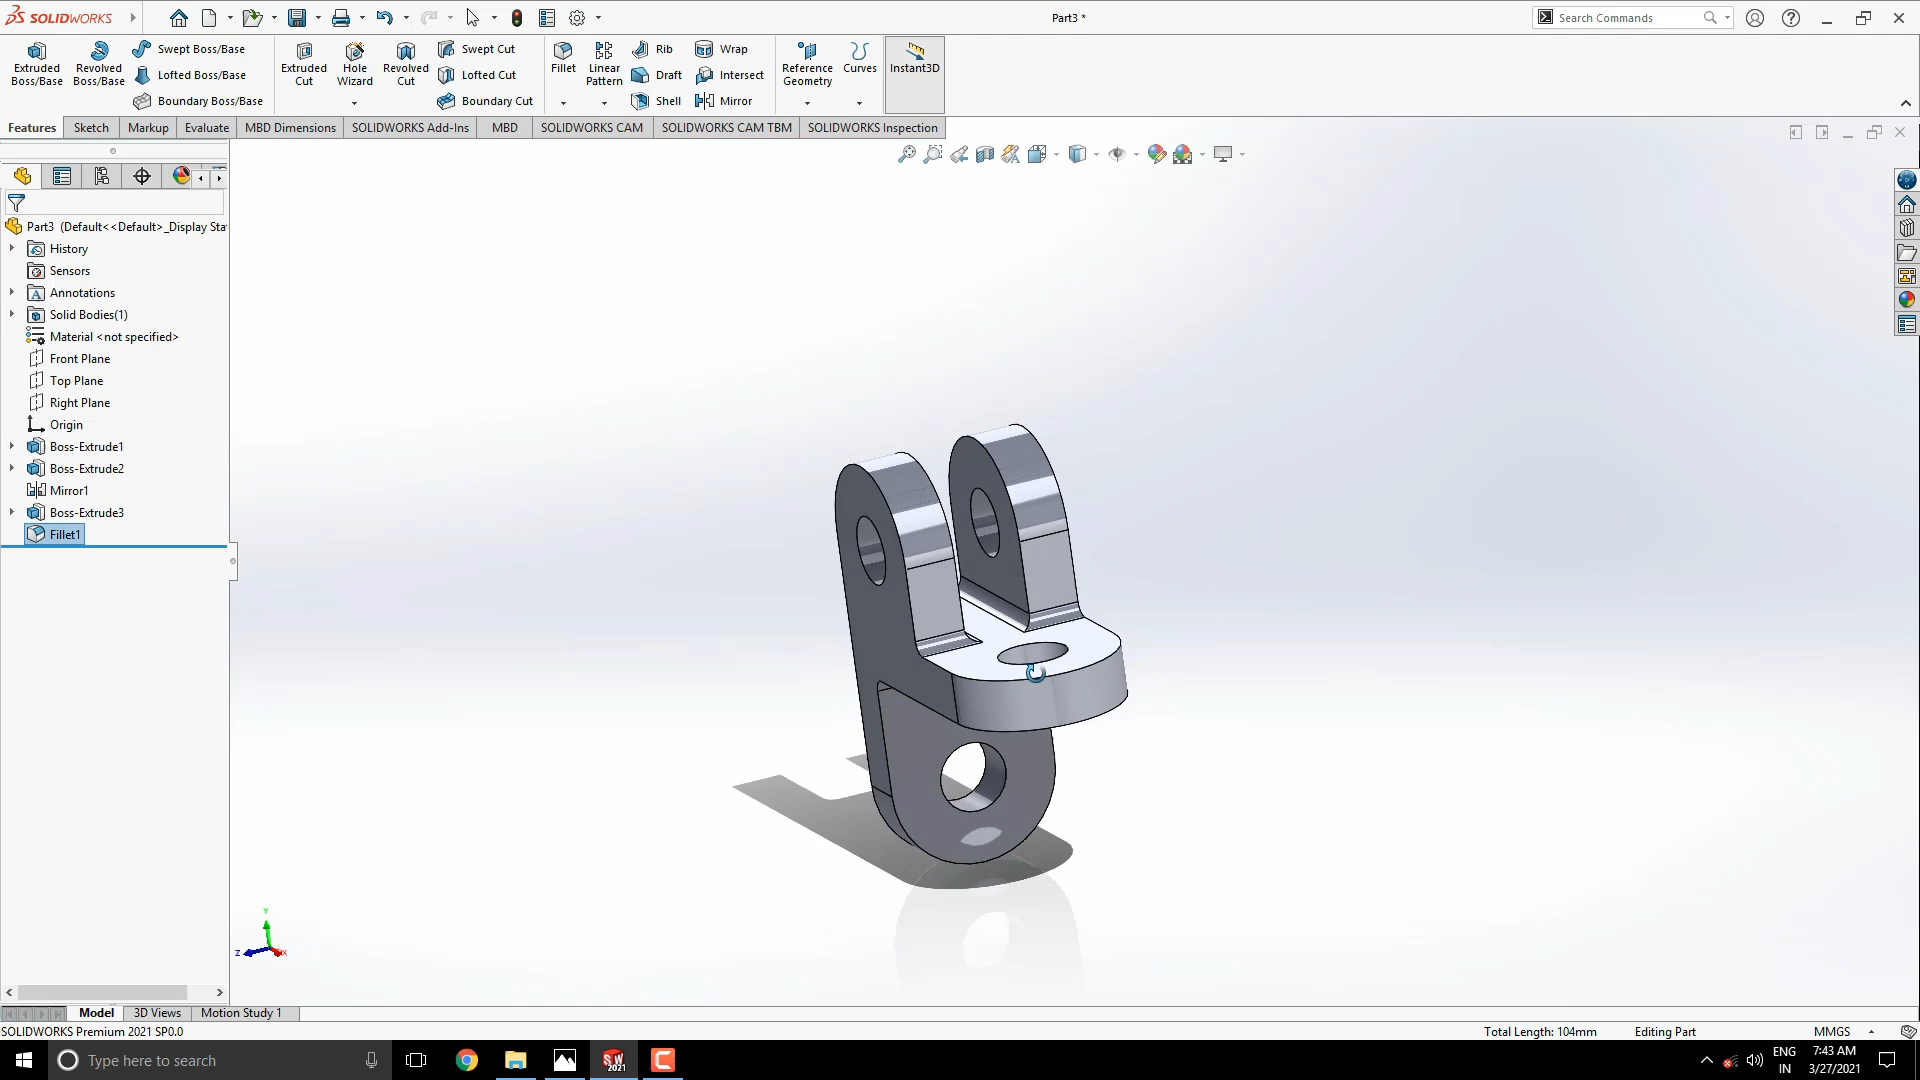 SOLIDWORKS
Part3 *
Search Commands
Extruded Boss/Base
Revolved Boss/Base
Swept Boss/Base
Lofted Boss/Base
Boundary Boss/Base
Extruded Cut
Hole Wizard
Revolved Cut
Swept Cut
Lofted Cut
Boundary Cut
Fillet
Linear Pattern
Rib
Draft
Shell
Wrap
Intersect
Mirror
Reference Geometry
Curves
Instant3D
Features
Sketch
Markup
Evaluate
MBD Dimensions
SOLIDWORKS Add-Ins
MBD
SOLIDWORKS CAM
SOLIDWORKS CAM TBM
SOLIDWORKS Inspection
Part3 (Default<<Default>_Display Sta
History
Sensors
Annotations
Solid Bodies(1)
Material <not specified>
Front Plane
Top Plane
Right Plane
Origin
Boss-Extrude1
Boss-Extrude2
Mirror1
Boss-Extrude3
Fillet1
Y
Z
X
Model
3D Views
Motion Study 1
SOLIDWORKS Premium 2021 SP0.0
Total Length: 104mm
Editing Part
MMGS
Type here to search
SW
2021
ENG
IN
7:43 AM
3/27/2021